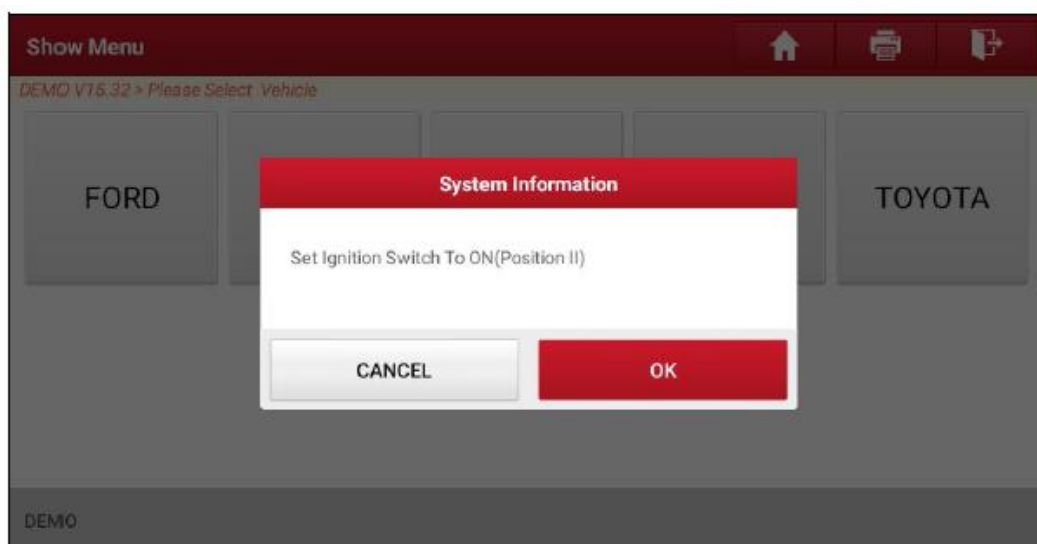 Show Menu
DEMO V15.32 > Please Select Vehicle
FORD
TOYOTA
System Information
Set Ignition Switch To ON(Position II)
CANCEL
OK
DEMO